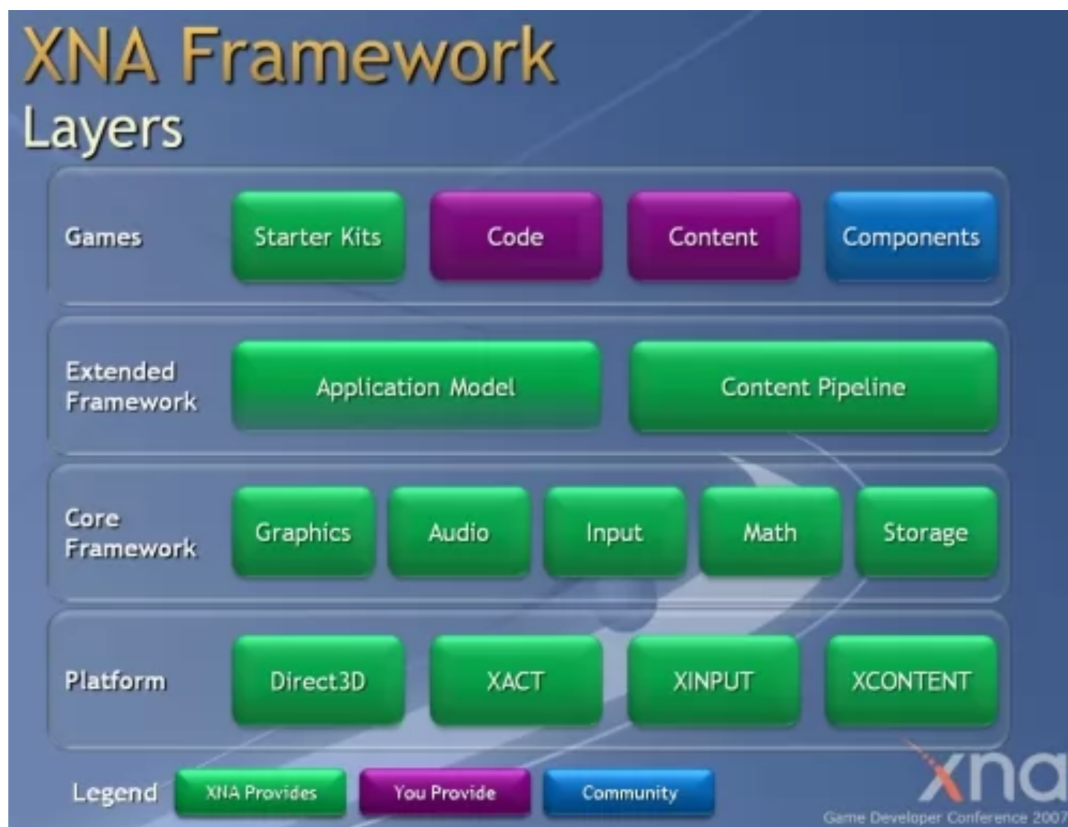 XNA Framework
Layers
Games
Starter Kits
Code
Content
Components
Extended
Framework
Application Model
Content Pipeline
Core
Framework
Graphics
Audio
Input
Math
Storage
Platform
Direct3D
XACT
XINPUT
XCONTENT
Legend
XNA Provides
You Provide
Community
xna
Game Developer Conference 2007